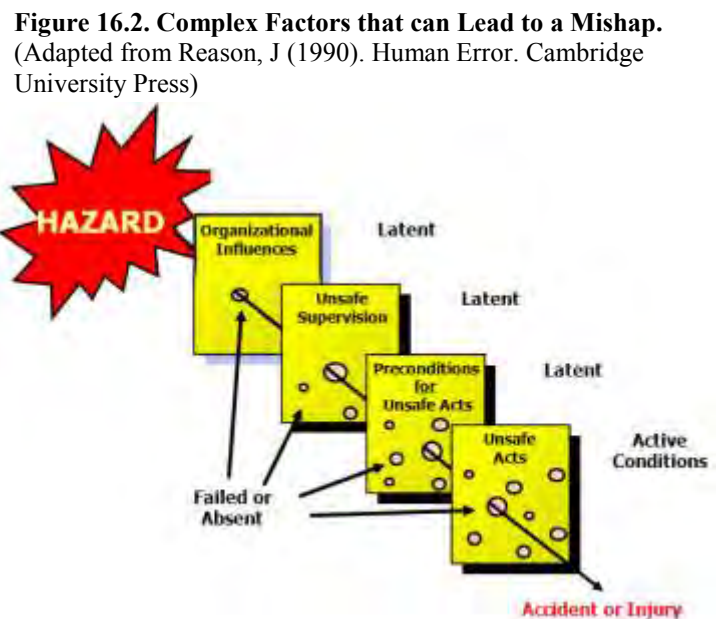 Figure 16.2. Complex Factors that can Lead to a Mishap.
(Adapted from Reason, J (1990). Human Error. Cambridge
University Press)
HAZARD
Organizational
Influences
Latent
Unsafe
Supervision
Latent
Preconditions
for
Unsafe Acts
Latent
Unsafe
Acts
Active
Conditions
Failed or
Absent
Accident or Injury